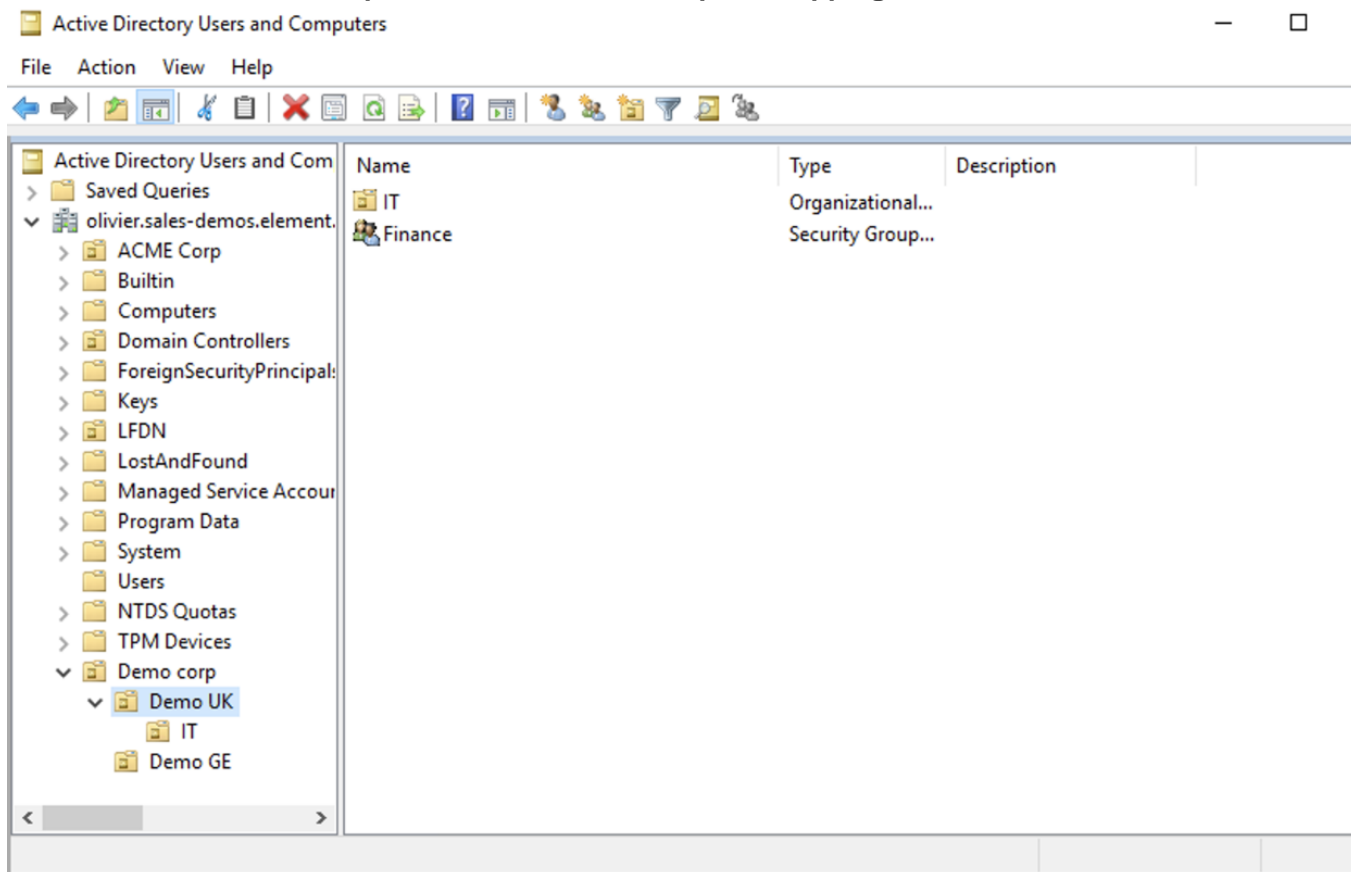 Active Directory Users and Computers
File Action View Help
Active Directory Users and Com
Saved Queries
olivier.sales-demos.element.
ACME Corp
Builtin
Computers
Domain Controllers
ForeignSecurityPrincipals
Keys
LFDN
LostAndFound
Managed Service Accoun
Program Data
System
Users
NTDS Quotas
TPM Devices
Demo corp
Demo UK
IT
Demo GE
Name Type Description
IT Organizational...
Finance Security Group...